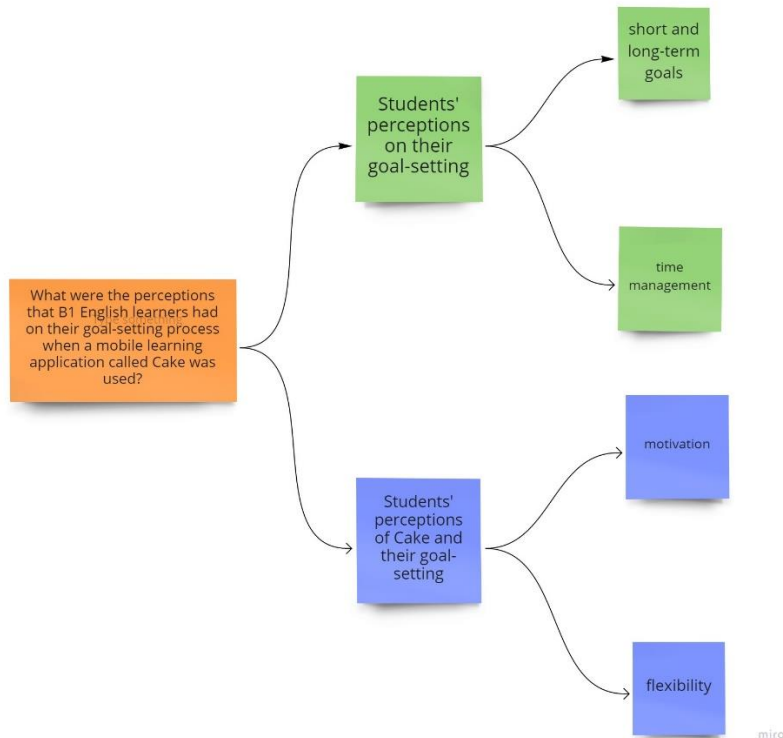 short and
long-term
goals
Students'
perceptions
on their
goal-setting
time
management
What were the perceptions
that B1 English learners had
on their goal-setting process
when a mobile learning
application called Cake was
used?
motivation
Students'
perceptions
of Cake and
their goal-
setting
flexibility
miro